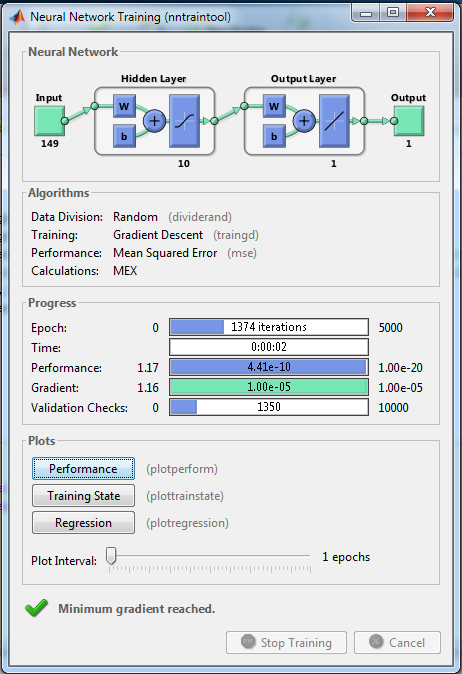 Neural Network Training (nntraintool)
Neural Network
Hidden Layer Output Layer
Input Output
W W
b b
+ +
149 10 1 1
Algorithms
Data Division: Random (dividerand)
Training: Gradient Descent (traingd)
Performance: Mean Squared Error (mse)
Calculations: MEX
Progress
Epoch: 0 1374 iterations 5000
Time: 0:00:02
Performance: 1.17 4.41e-10 1.00e-20
Gradient: 1.16 1.00e-05 1.00e-05
Validation Checks: 0 1350 10000
Plots
Performance (plotperform)
Training State (plottrainstate)
Regression (plotregression)
Plot Interval: 1 epochs
Minimum gradient reached.
Stop Training Cancel